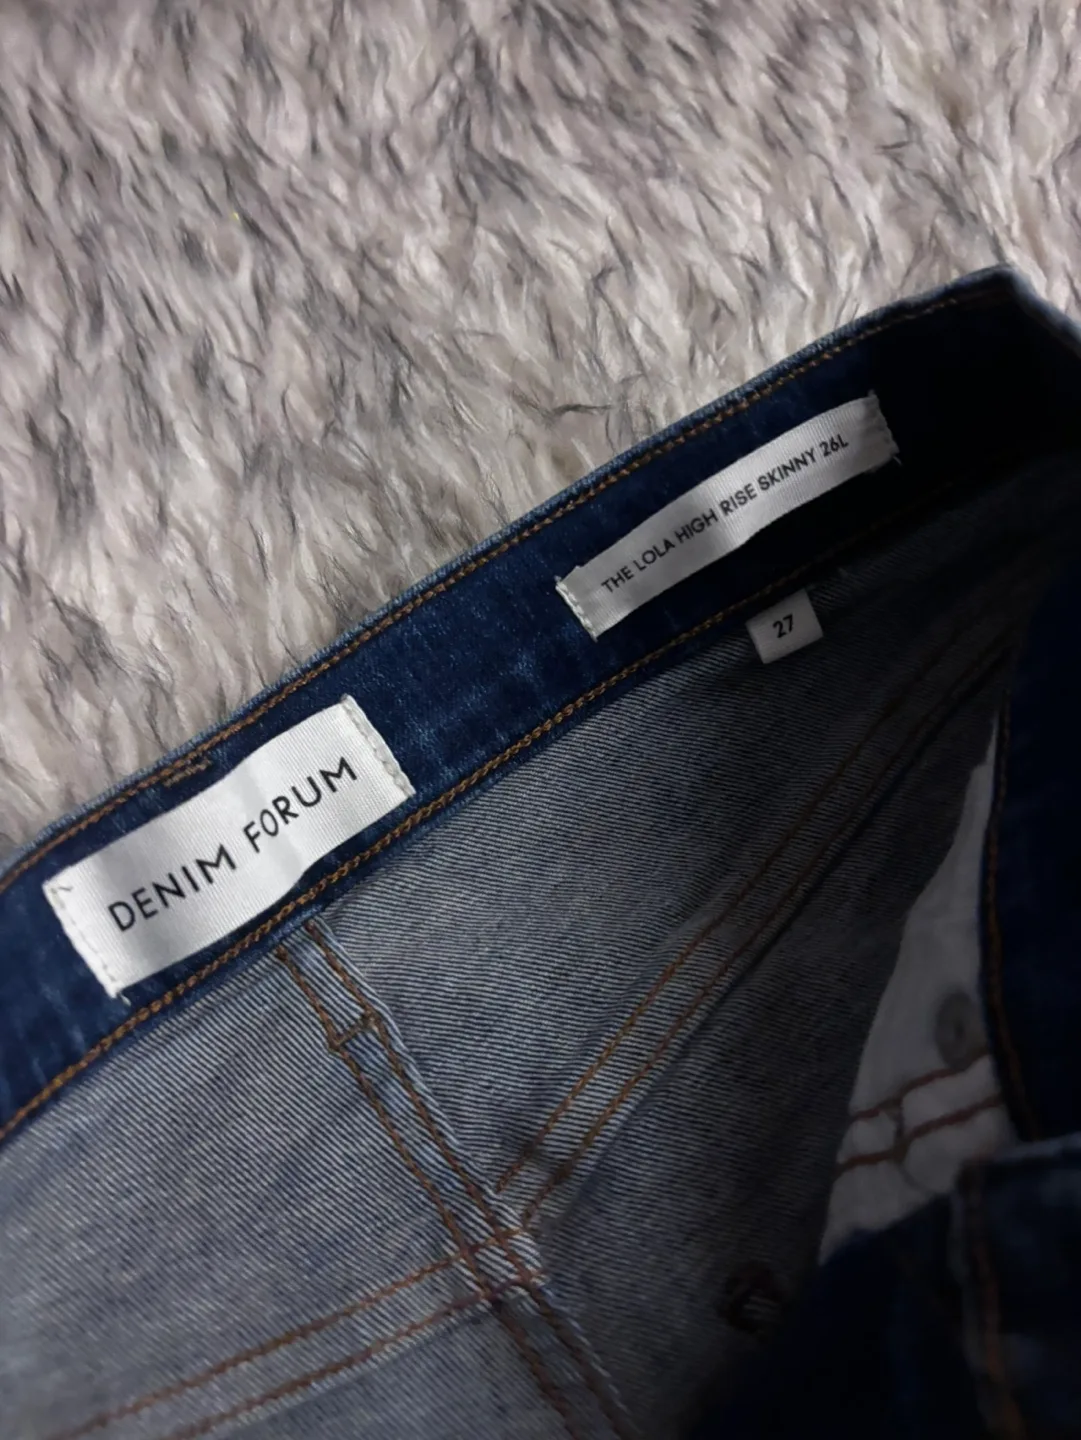 DENIM FORUM
THE LOLA HIGH RISE SKINNY 26L
27